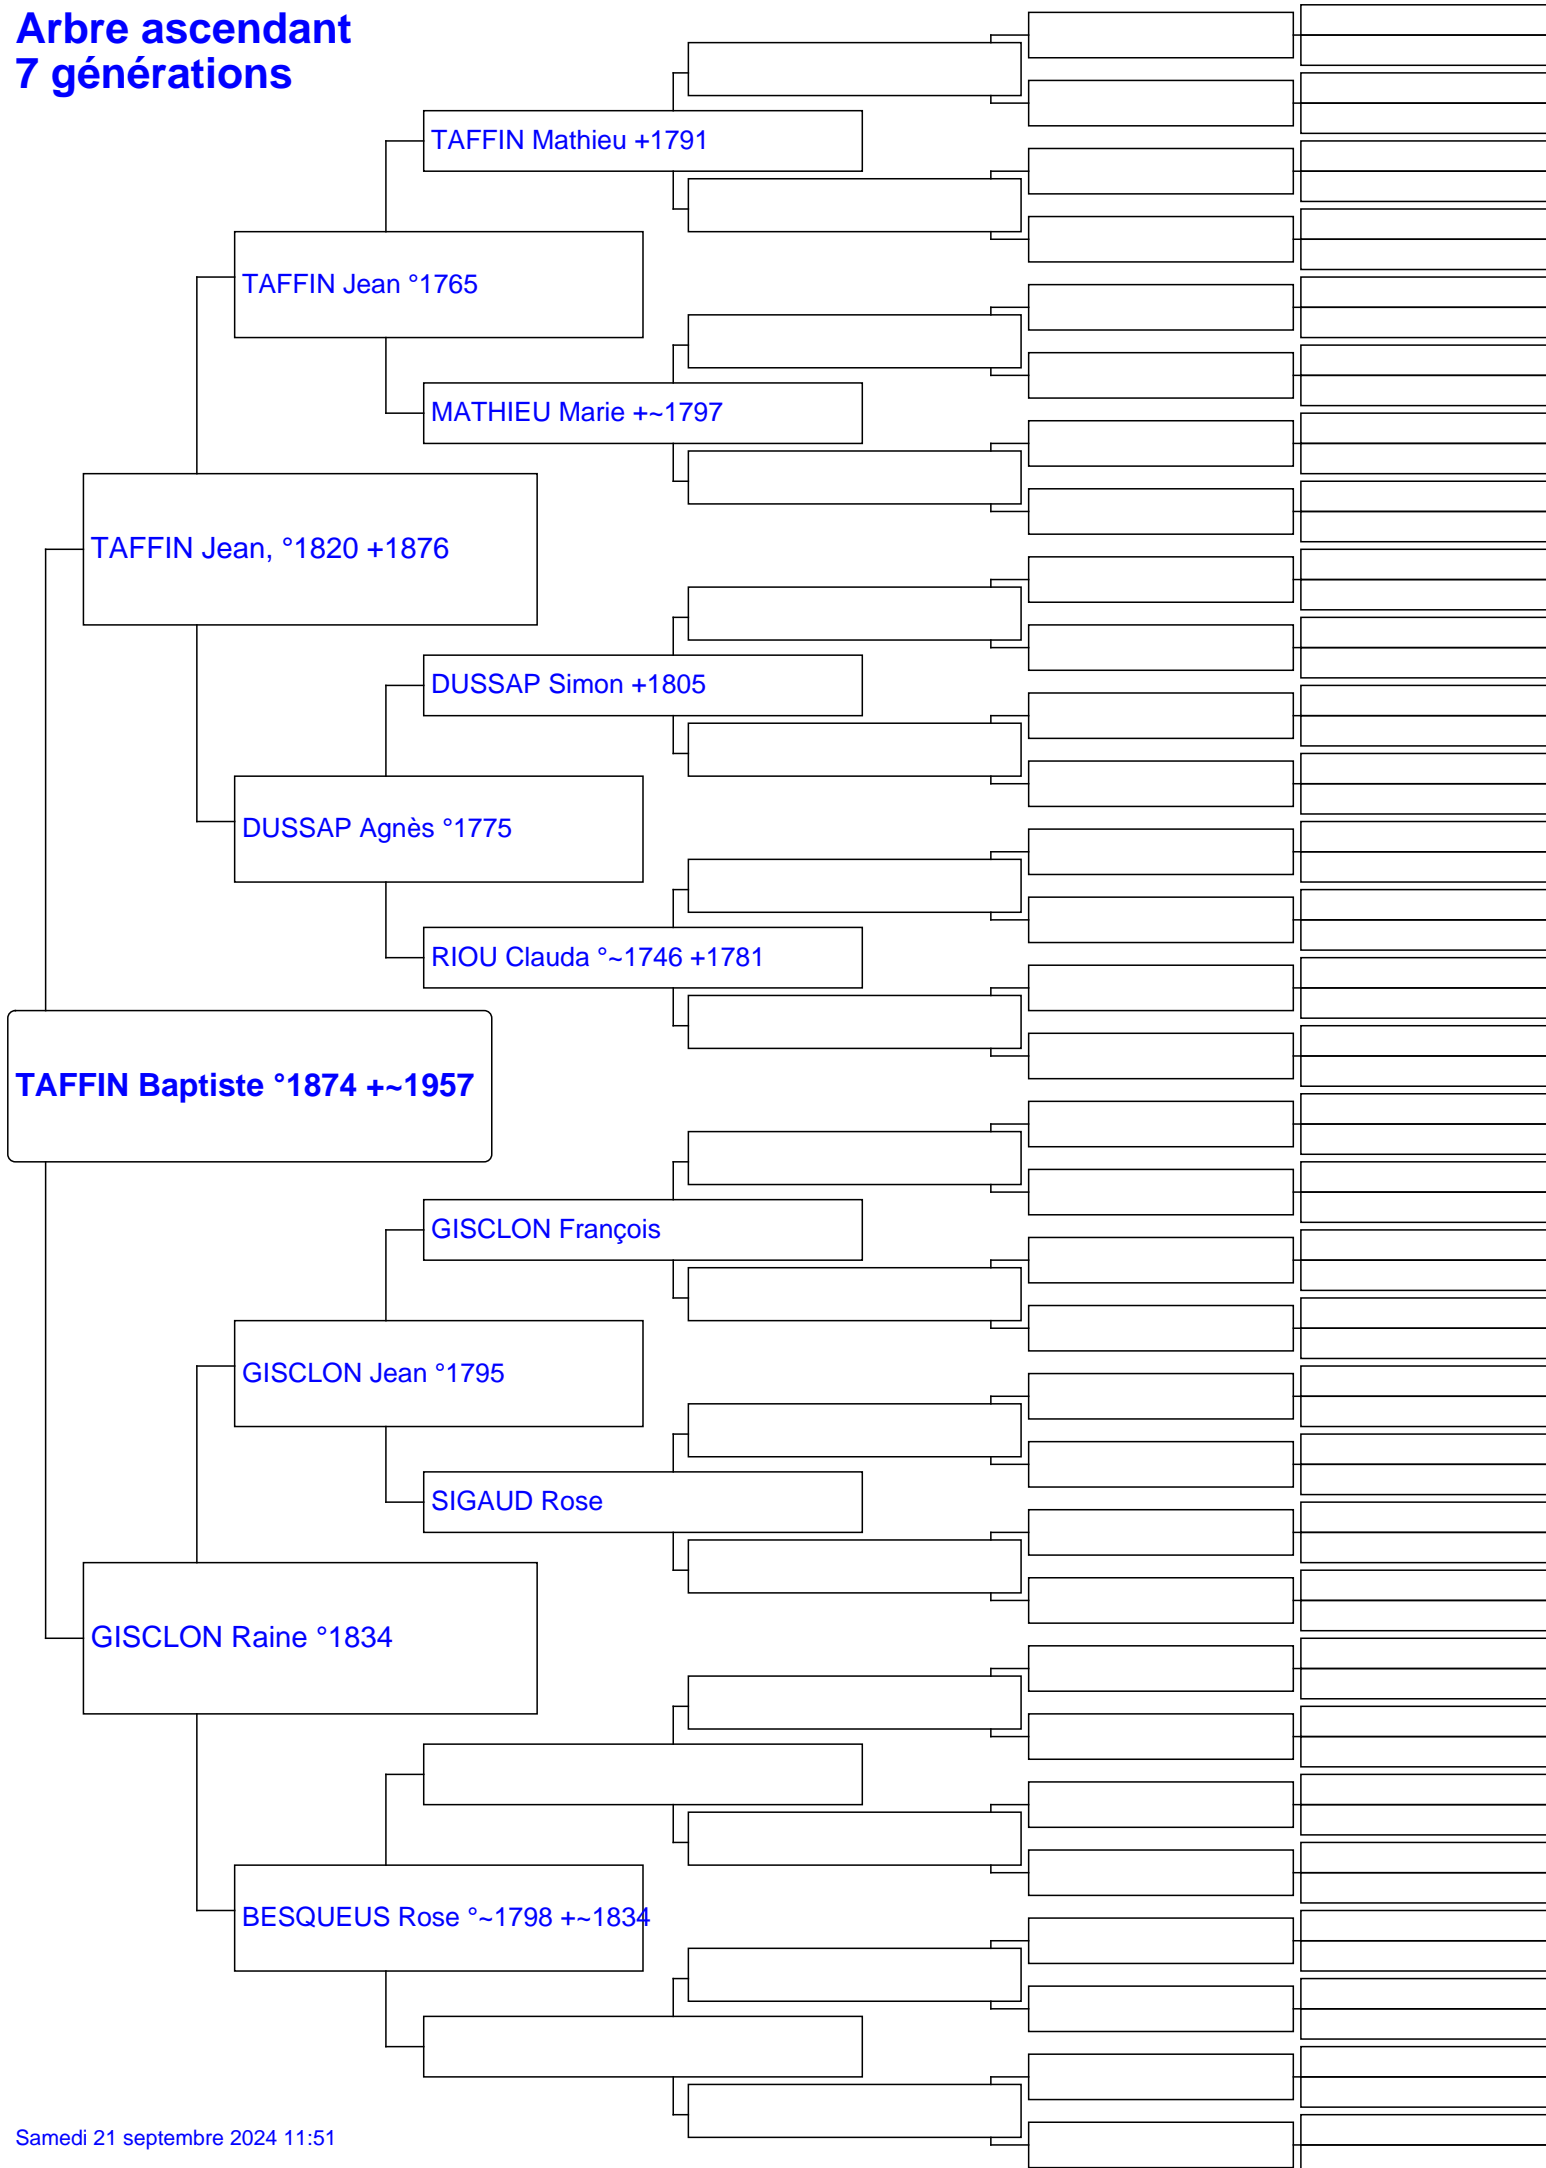 Arbre ascendant
7 générations
TAFFIN Mathieu +1791
TAFFIN Jean °1765
MATHIEU Marie +~1797
TAFFIN Jean, °1820 +1876
DUSSAP Simon +1805
DUSSAP Agnès °1775
RIOU Clauda °~1746 +1781
TAFFIN Baptiste °1874 +~1957
GISCLON François
GISCLON Jean °1795
SIGAUD Rose
GISCLON Raine °1834
BESQUEUS Rose °~1798 +~1834
Samedi 21 septembre 2024 11:51